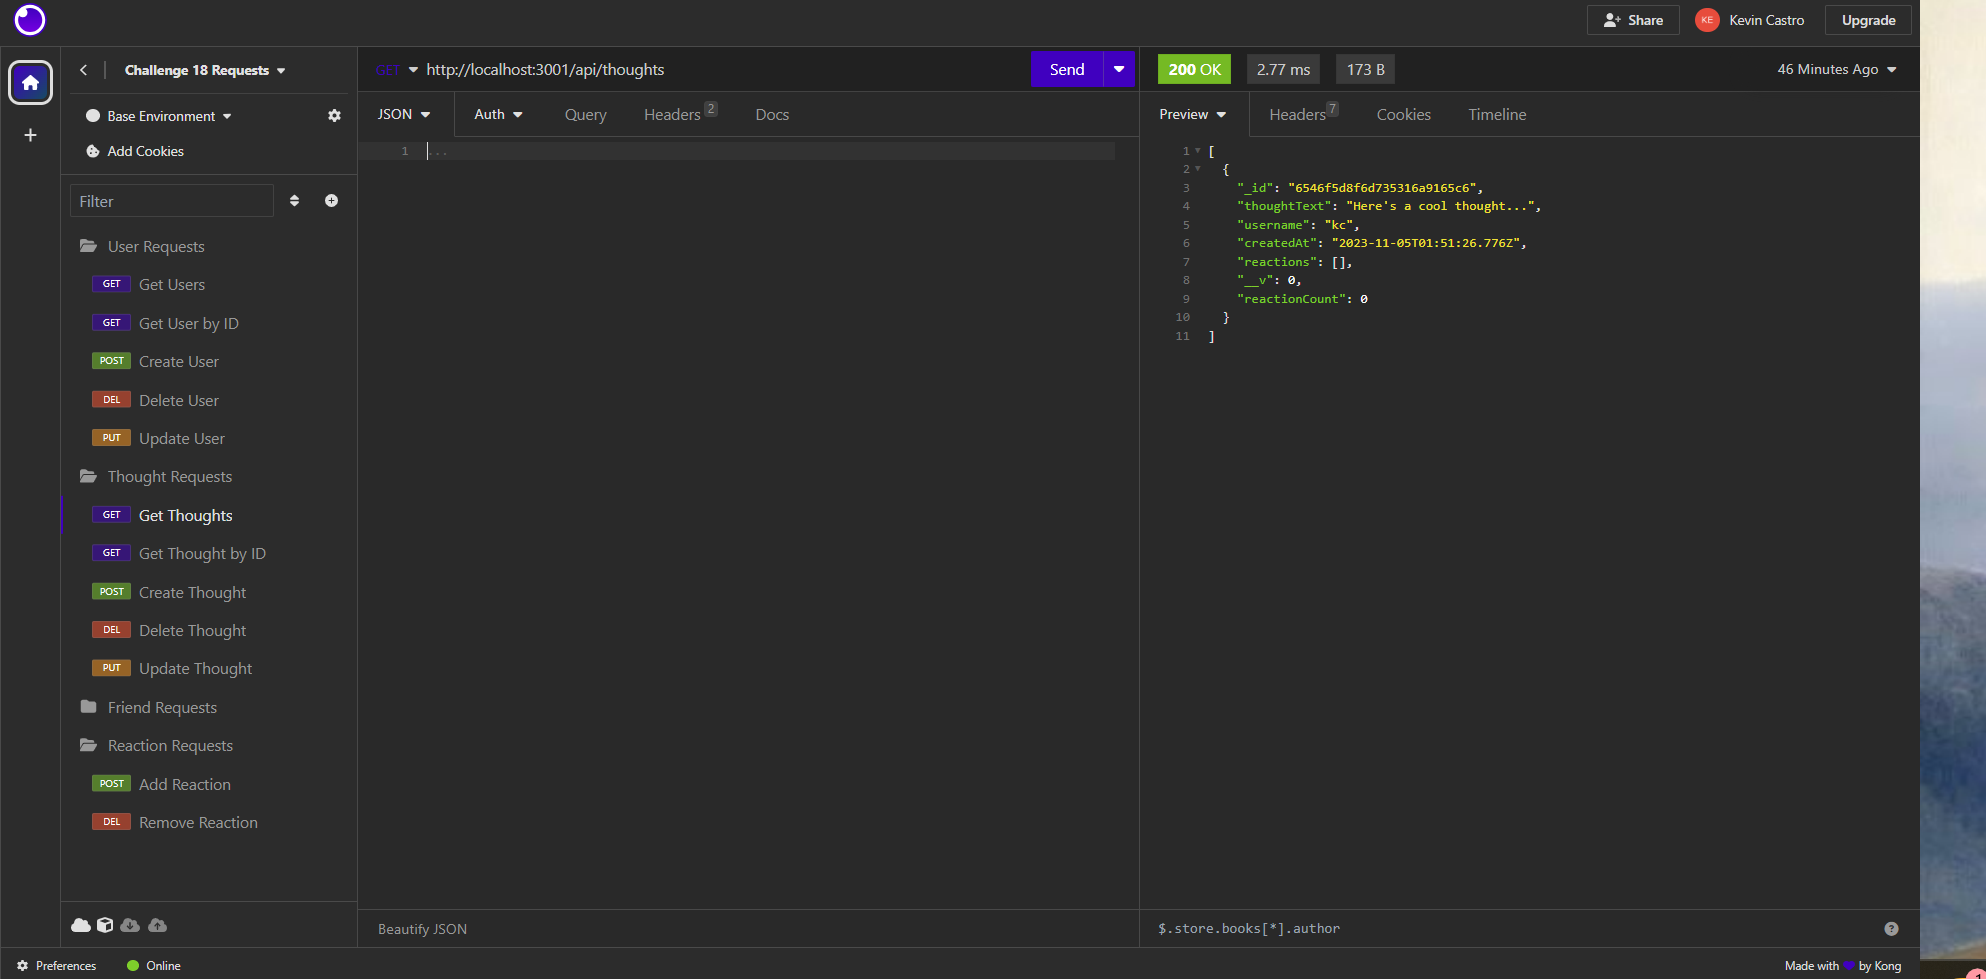 Share
KE
Kevin Castro
Upgrade
Challenge 18 Requests
Base Environment
Add Cookies
Filter
User Requests
GET Get Users
GET Get User by ID
POST Create User
DEL Delete User
PUT Update User
Thought Requests
GET Get Thoughts
GET Get Thought by ID
POST Create Thought
DEL Delete Thought
PUT Update Thought
Friend Requests
Reaction Requests
POST Add Reaction
DEL Remove Reaction
GET http://localhost:3001/api/thoughts Send
JSON Auth Query Headers 2 Docs
1 ...
Beautify JSON
200 OK 2.77 ms 173 B 46 Minutes Ago
Preview Headers 7 Cookies Timeline
1 [
2 {
3 "_id": "6546f5d8f6d735316a9165c6",
4 "thoughtText": "Here's a cool thought...",
5 "username": "kc",
6 "createdAt": "2023-11-05T01:51:26.776Z",
7 "reactions": [],
8 "__v": 0,
9 "reactionCount": 0
10 }
11 ]
$.store.books[*].author
Preferences Online
Made with by Kong